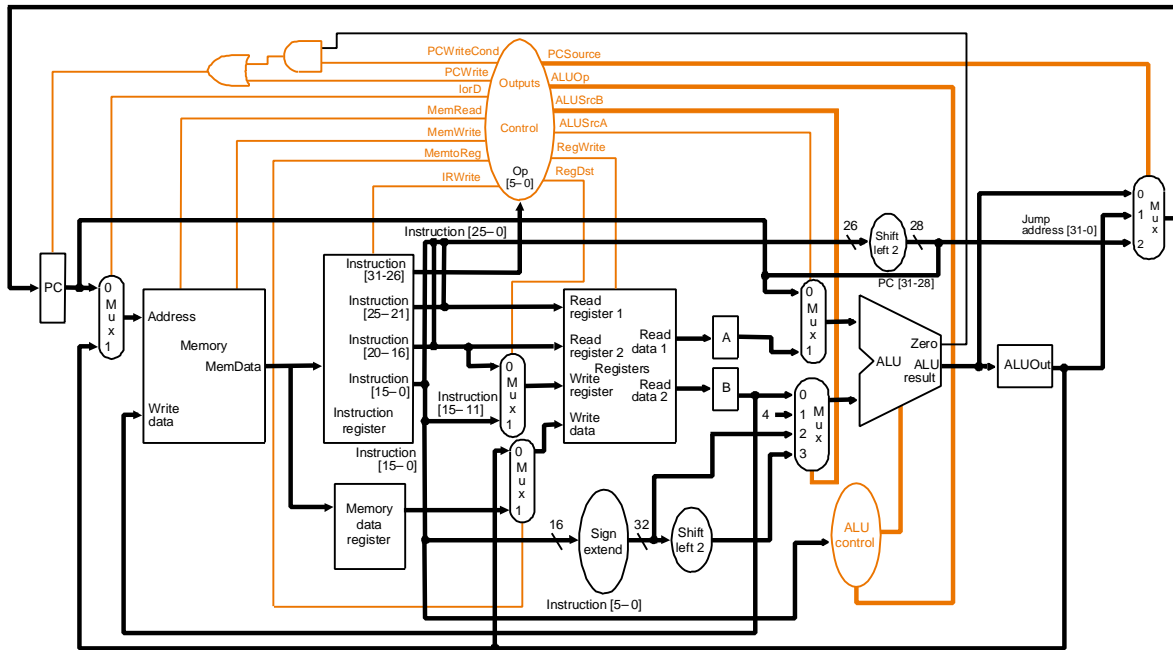 PCWriteCond
PCSource
PCWrite
Outputs
ALUOp
IorD
ALUSrcB
MemRead
ALUSrcA
MemWrite
Control
RegWrite
MemtoReg
Op
[5–0]
RegDst
IRWrite
0
1
2
M
u
x
Jump
address [31-0]
26
28
Shift
left 2
PC [31-28]
Instruction [25–0]
PC
0
M
u
x
1
Address
Memory
MemData
Write
data
Instruction
[31-26]
Instruction
[25–21]
Instruction
[20–16]
Instruction
[15–0]
Instruction
register
Instruction
[15–11]
Instruction
[15–0]
0
M
u
x
1
0
M
u
x
1
Memory
data
register
Read
register 1
Read
register 2
Registers
Write
register
Write
data
Read
data 1
Read
data 2
A
B
0
M
u
x
1
4
0
1
2
3
M
u
x
Zero
ALU
ALU
result
ALUOut
16
Sign
extend
32
Shift
left 2
ALU
control
Instruction [5–0]